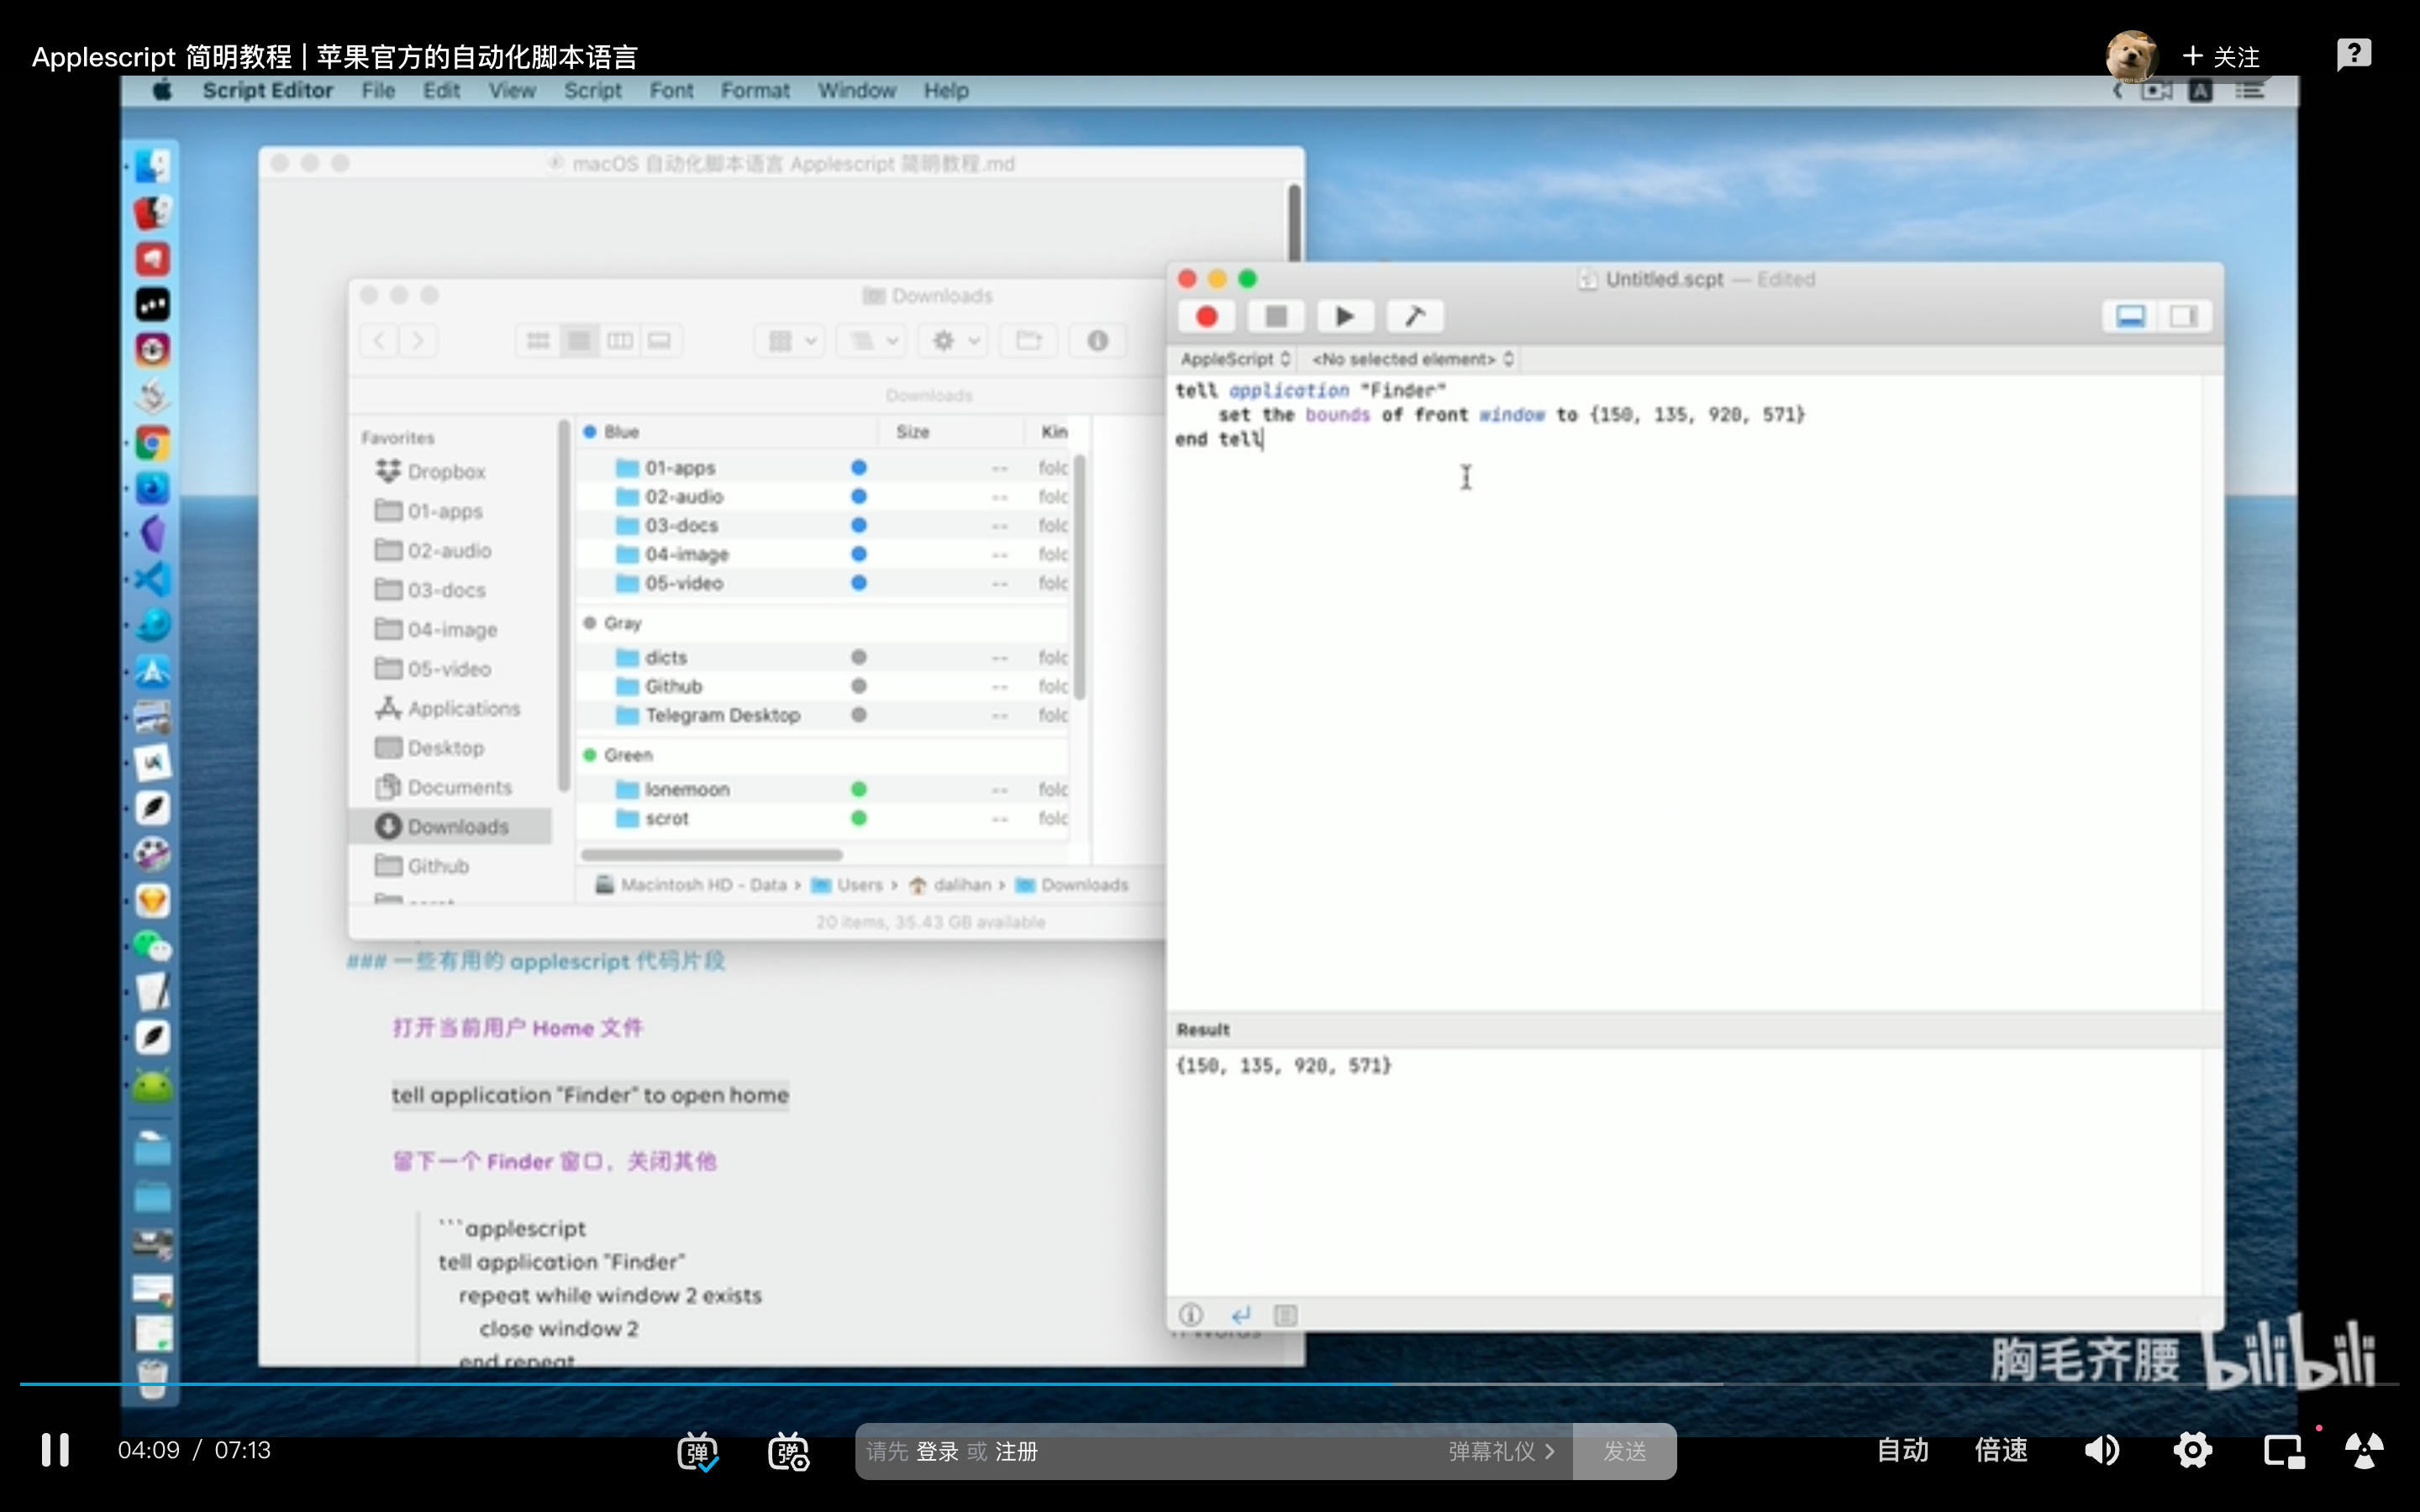 Applescript 简明教程 | 苹果官方的自动化脚本语言
+ 关注
Script Editor File Edit View Script Font Format Window Help
A
macOS 自动化脚本语言 Applescript 简明教程.md
Downloads
Downloads
Favorites
Dropbox
01-apps
02-audio
03-docs
04-image
05-video
Applications
Desktop
Documents
Downloads
Github
Blue Size Kin
01-apps -- folc
02-audio -- folc
03-docs -- folc
04-image -- folc
05-video -- folc
Gray
dicts -- folc
Github -- folc
Telegram Desktop -- folc
Green
lonemoon -- folc
scrot -- folc
Macintosh HD - Data › Users › dalihan › Downloads
20 items, 35.43 GB available
### 一些有用的 applescript 代码片段
打开当前用户 Home 文件
tell application "Finder" to open home
留下一个 Finder 窗口，关闭其他
```applescript
tell application "Finder"
repeat while window 2 exists
close window 2
end repeat
Untitled.scpt — Edited
AppleScript <No selected element>
tell application "Finder"
set the bounds of front window to {150, 135, 920, 571}
end tell
Result
{150, 135, 920, 571}
胸毛齐腰 bilibili
04:09 / 07:13
弹
弹
请先 登录 或 注册
弹幕礼仪 >
发送
自动
倍速